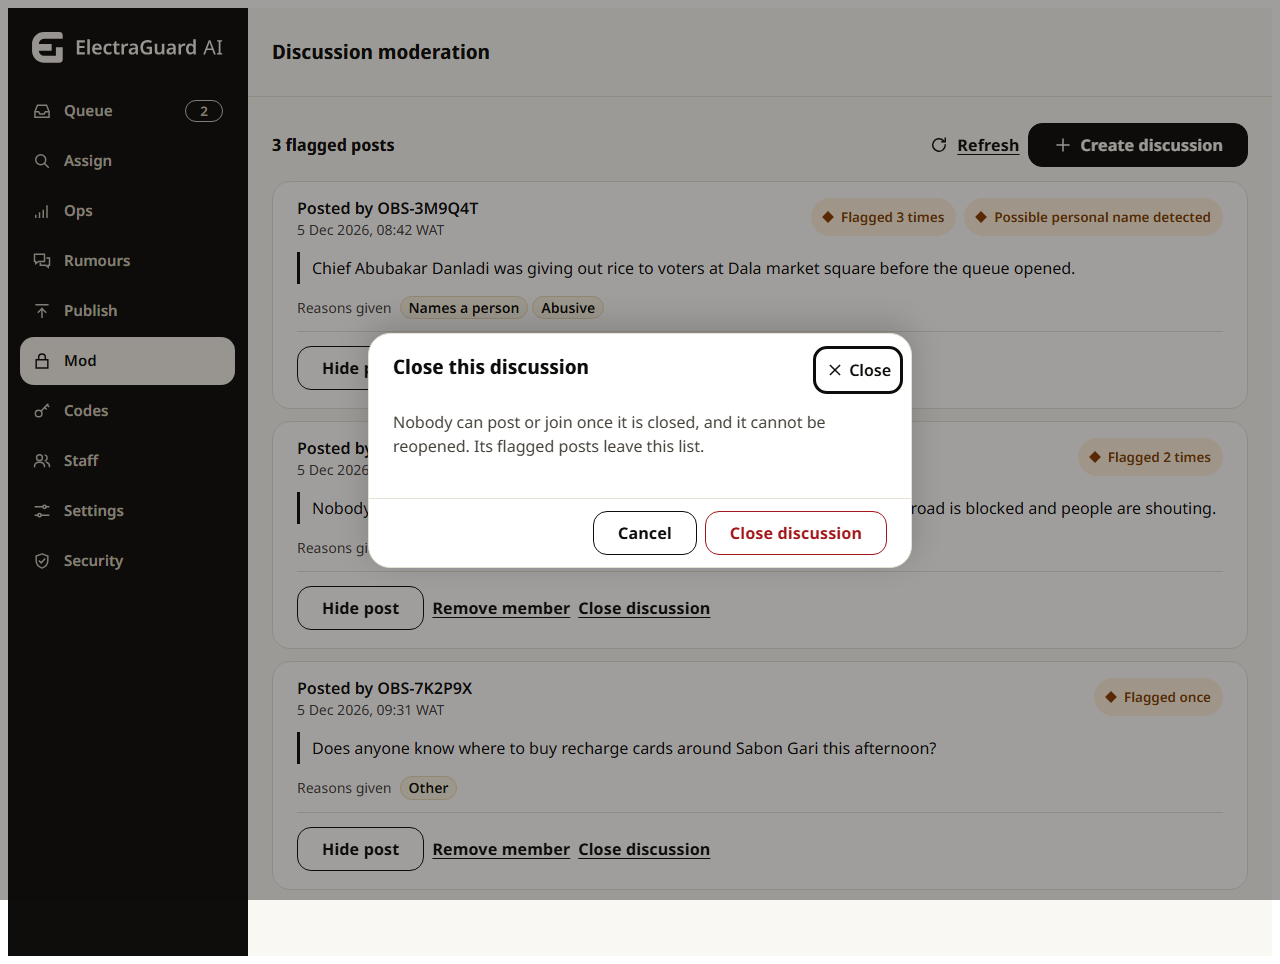 ElectraGuard AI
Queue 2
Assign
Ops
Rumours
Publish
Mod
Codes
Staff
Settings
Security
Discussion moderation
3 flagged posts
Refresh
Create discussion
Posted by OBS-3M9Q4T
5 Dec 2026, 08:42 WAT
Flagged 3 times
Possible personal name detected
Chief Abubakar Danladi was giving out rice to voters at Dala market square before the queue opened.
Reasons given Names a person Abusive
Hide
Close this discussion
Close
Nobody can post or join once it is closed, and it cannot be
reopened. Its flagged posts leave this list.
Cancel
Close discussion
Posted
5 Dec 2026
Flagged 2 times
Nobody
road is blocked and people are shouting.
Reasons
Hide post Remove member Close discussion
Posted by OBS-7K2P9X
5 Dec 2026, 09:31 WAT
Flagged once
Does anyone know where to buy recharge cards around Sabon Gari this afternoon?
Reasons given Other
Hide post Remove member Close discussion